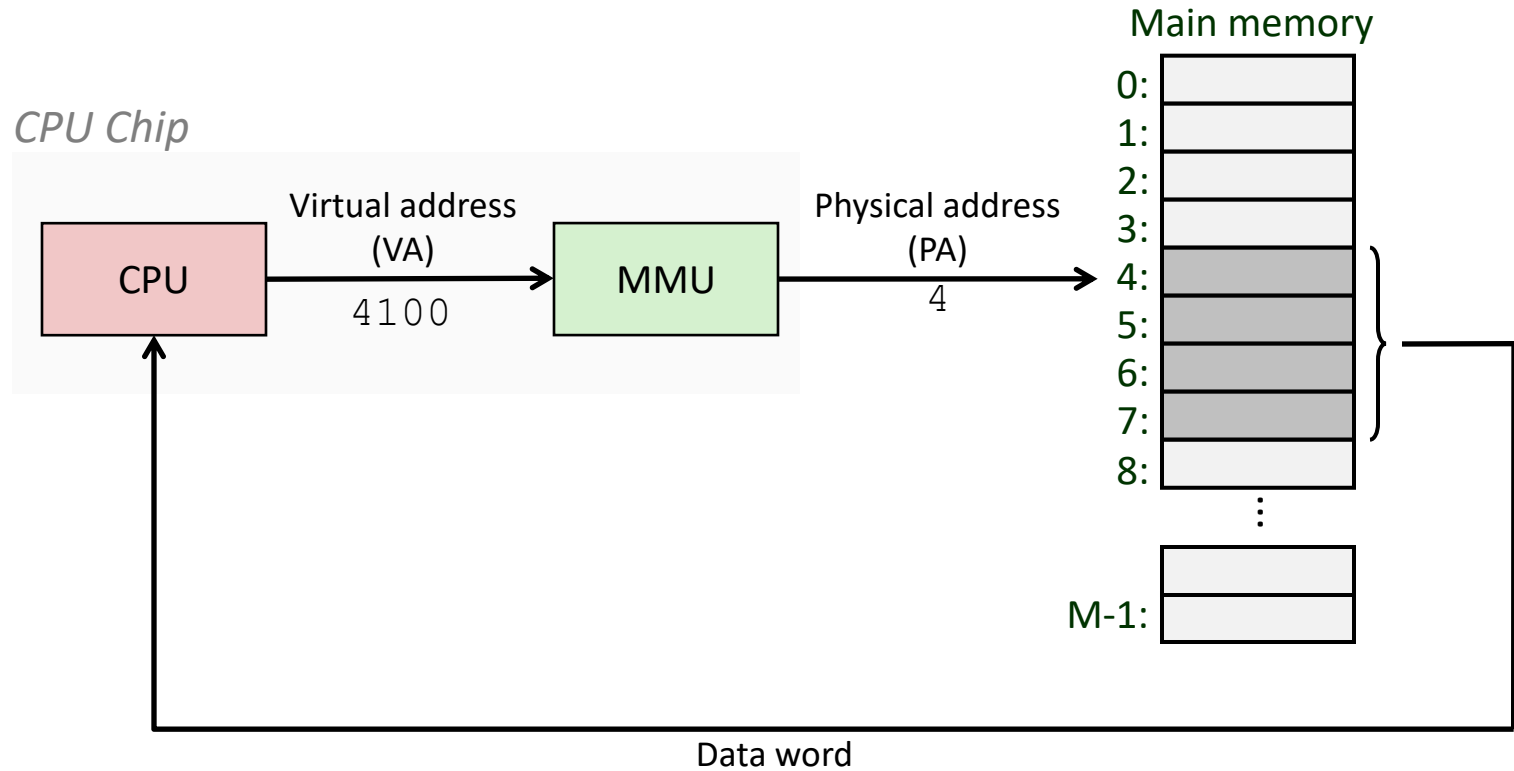 Main memory
0:
1:
CPU Chip
2:
Virtual address
(VA)
Physical address
(PA)
3:
CPU
MMU
4:
4100
4
5:
6:
7:
8:
...
M-1:
Data word